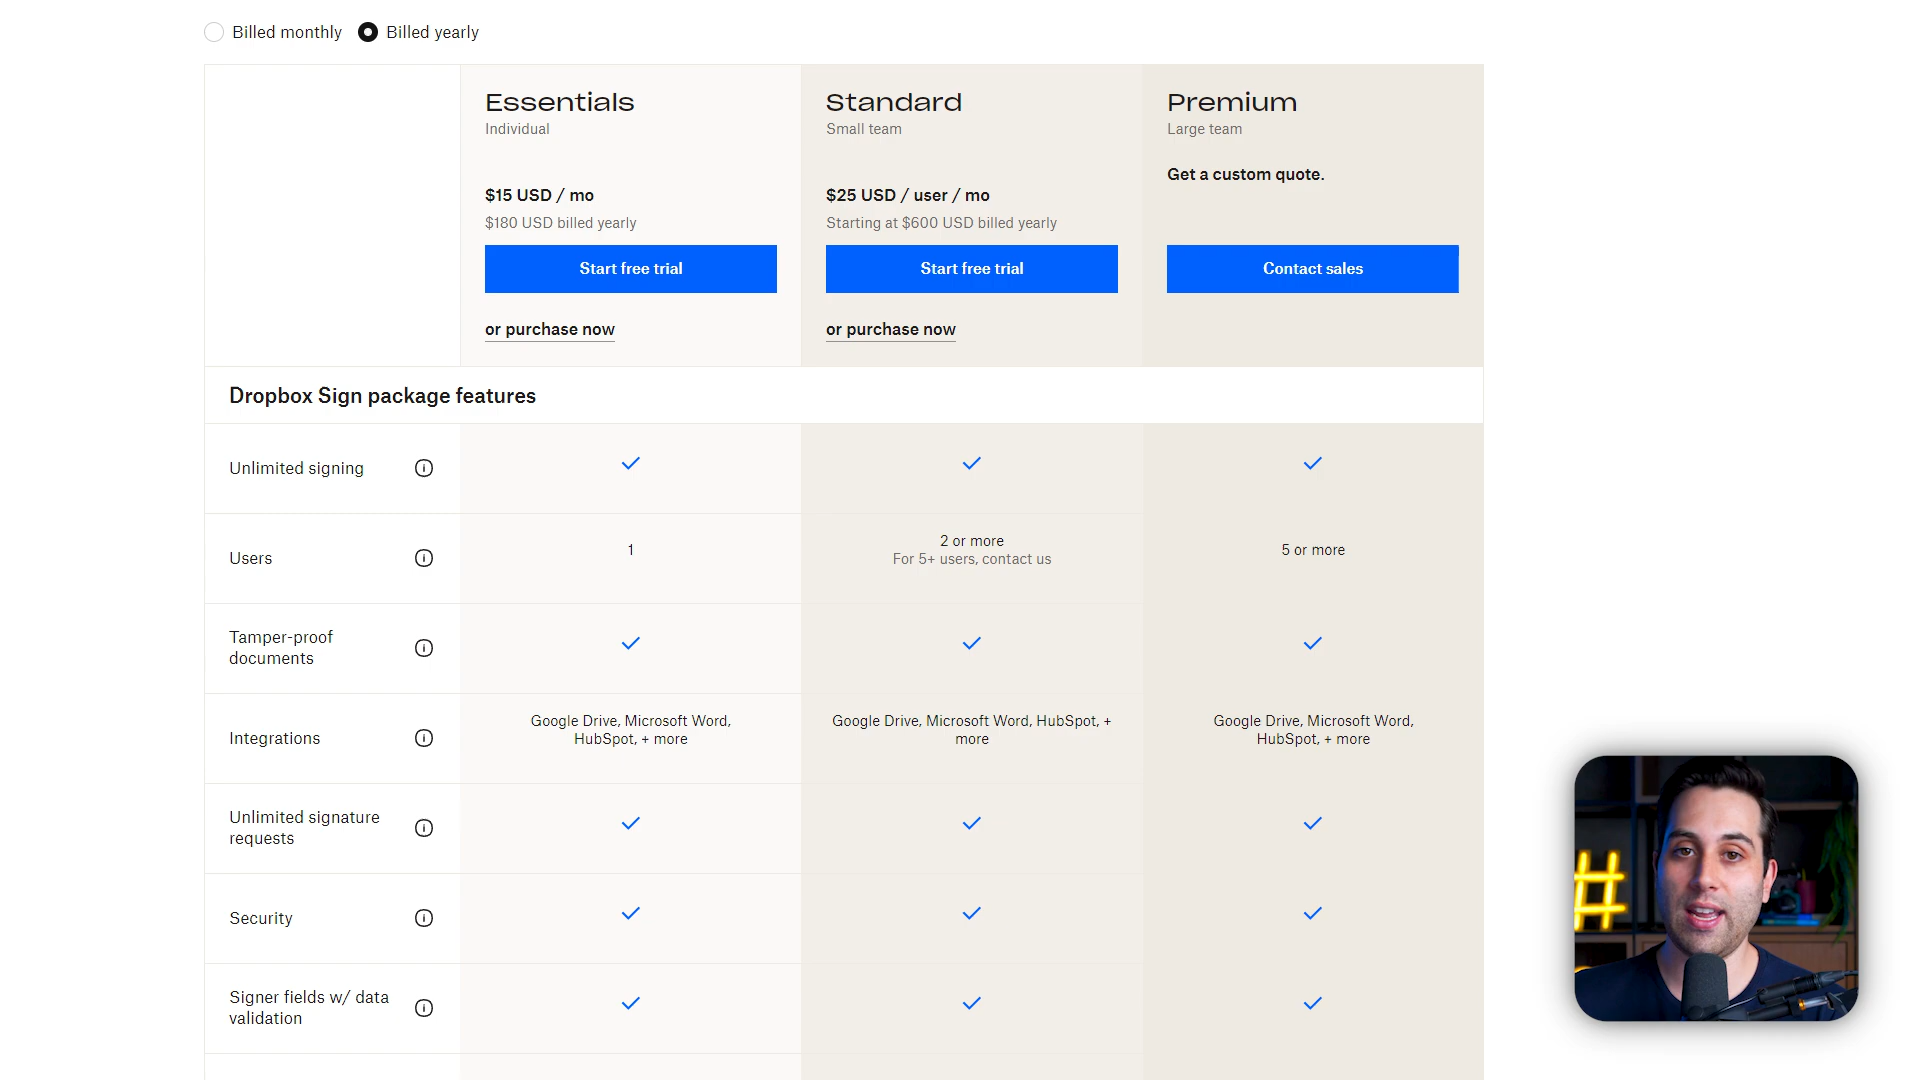 Billed monthly
Billed yearly
Essentials
Individual
$15 USD / mo
$180 USD billed yearly
Start free trial
or purchase now
Standard
Small team
$25 USD / user / mo
Starting at $600 USD billed yearly
Start free trial
or purchase now
Premium
Large team
Get a custom quote.
Contact sales
Dropbox Sign package features
Unlimited signing
Users
1
2 or more
For 5+ users, contact us
5 or more
Tamper-proof
documents
Integrations
Google Drive, Microsoft Word,
HubSpot, + more
Google Drive, Microsoft Word, HubSpot, +
more
Google Drive, Microsoft Word,
HubSpot, + more
Unlimited signature
requests
Security
Signer fields w/ data
validation
#